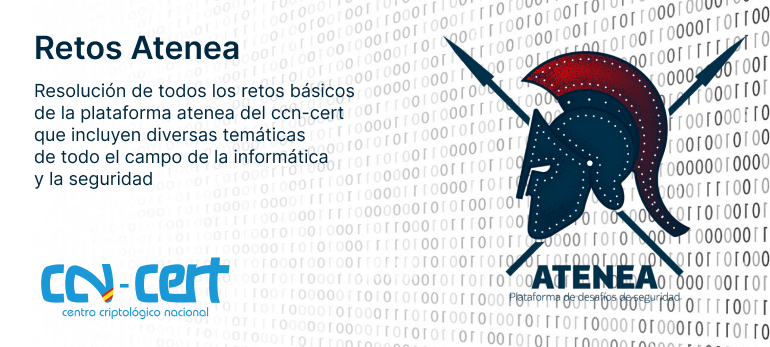 Retos Atenea
Resolución de todos los retos básicos
de la plataforma atenea del ccn-cert
que incluyen diversas temáticas
de todo el campo de la informática
y la seguridad
ccn-cert
centro criptológico nacional
ATENEA
Plataforma de desafíos de seguridad